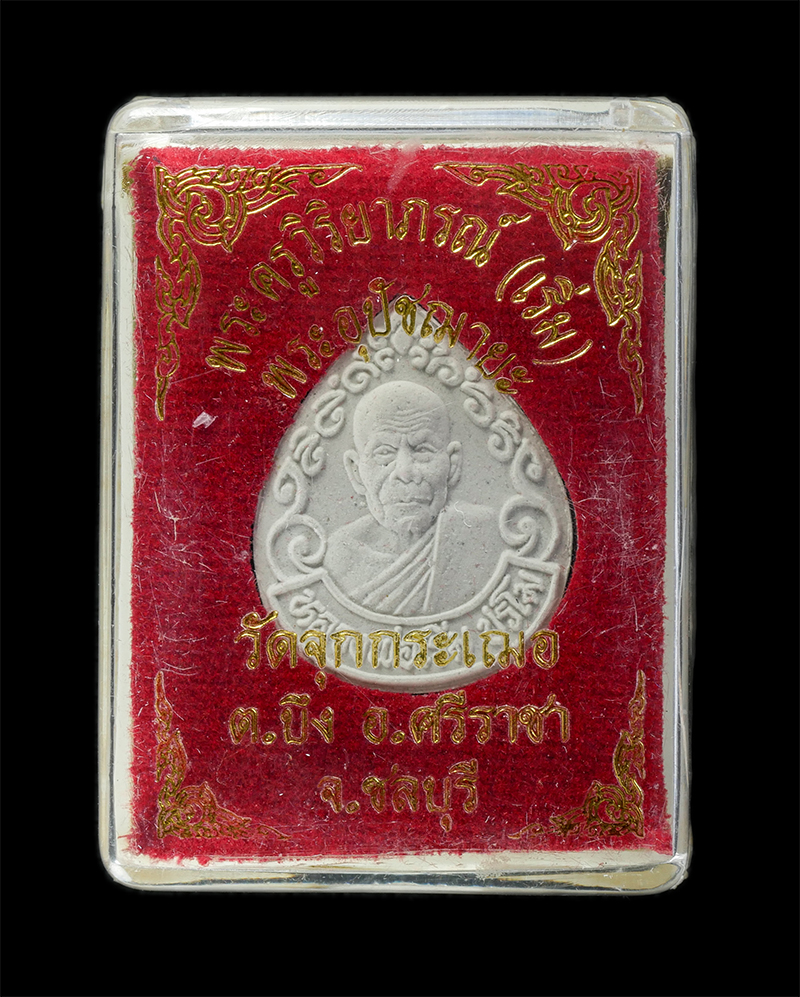 พระครูวิริยาภรณ์ (เริ่ม)
พระอุปัชฌายะ
วัดจุกกระเฌอ
ต.บึง อ.ศรีราชา
จ.ชลบุรี